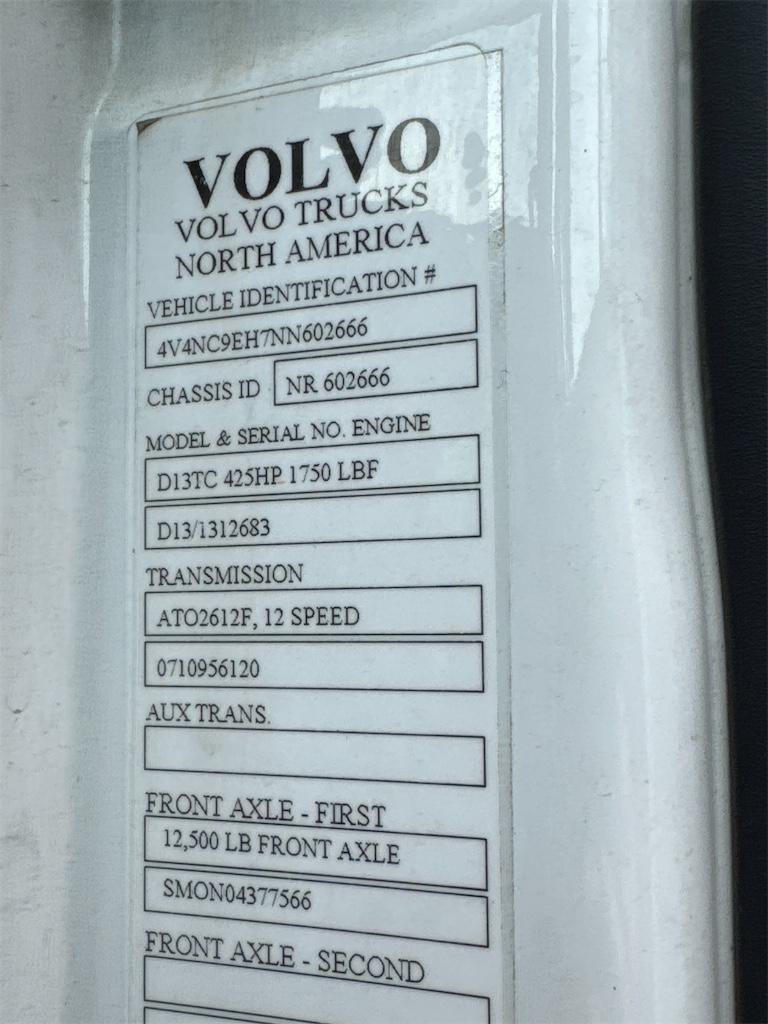 VOLVO
VOLVO TRUCKS
NORTH AMERICA
VEHICLE IDENTIFICATION #
4V4NC9EH7NN602666
CHASSIS ID NR 602666
MODEL & SERIAL NO. ENGINE
D13TC 425HP 1750 LBF
D13/1312683
TRANSMISSION
ATO2612F, 12 SPEED
0710956120
AUX TRANS.
FRONT AXLE - FIRST
12,500 LB FRONT AXLE
SMON04377566
FRONT AXLE - SECOND